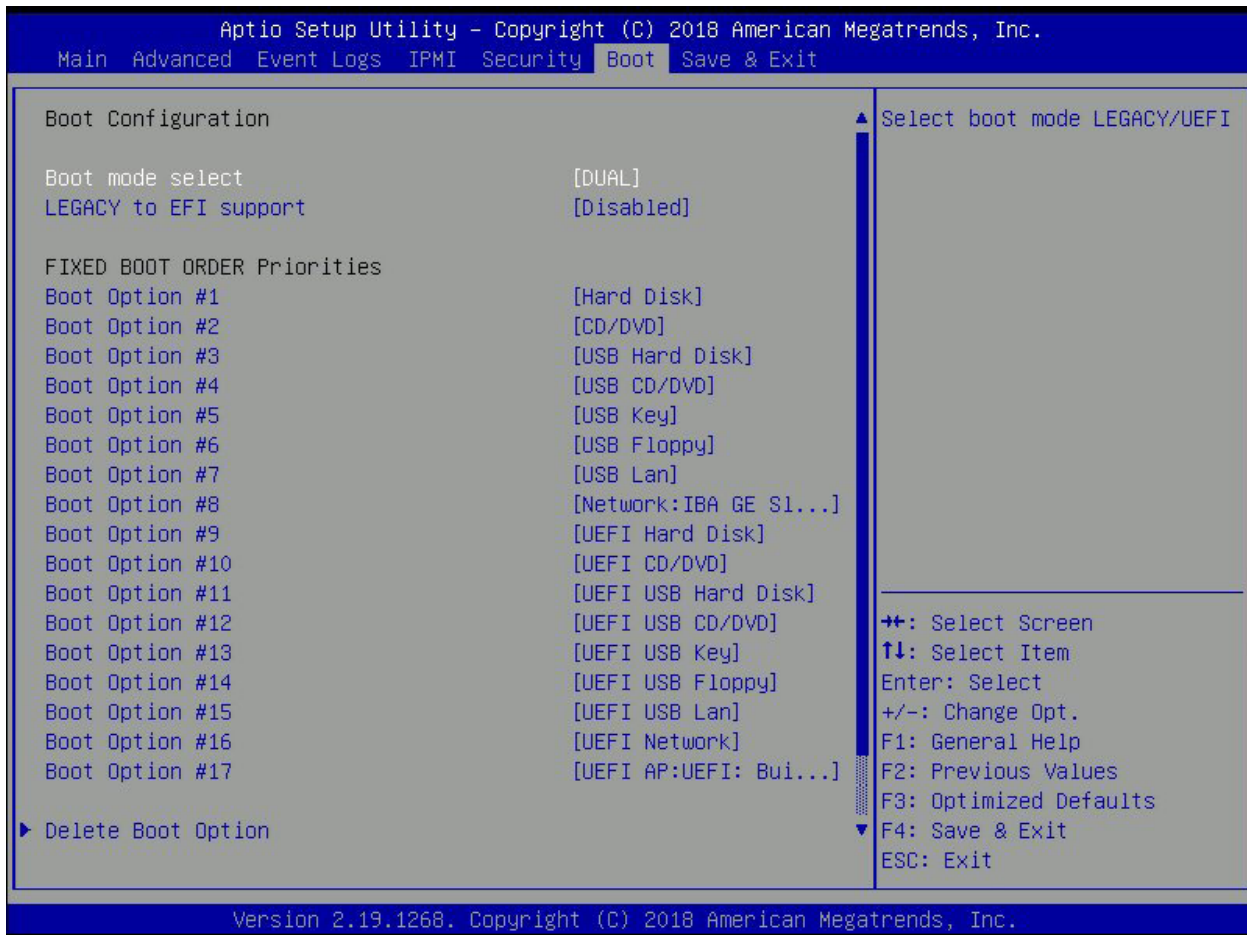 Aptio Setup Utility – Copyright (C) 2018 American Megatrends, Inc.
Main Advanced Event Logs IPMI Security Boot Save & Exit
Boot Configuration
Boot mode select [DUAL]
LEGACY to EFI support [Disabled]
FIXED BOOT ORDER Priorities
Boot Option #1 [Hard Disk]
Boot Option #2 [CD/DVD]
Boot Option #3 [USB Hard Disk]
Boot Option #4 [USB CD/DVD]
Boot Option #5 [USB Key]
Boot Option #6 [USB Floppy]
Boot Option #7 [USB Lan]
Boot Option #8 [Network:IBA GE Sl...]
Boot Option #9 [UEFI Hard Disk]
Boot Option #10 [UEFI CD/DVD]
Boot Option #11 [UEFI USB Hard Disk]
Boot Option #12 [UEFI USB CD/DVD]
Boot Option #13 [UEFI USB Key]
Boot Option #14 [UEFI USB Floppy]
Boot Option #15 [UEFI USB Lan]
Boot Option #16 [UEFI Network]
Boot Option #17 [UEFI AP:UEFI: Bui...]
Delete Boot Option
Select boot mode LEGACY/UEFI
→←: Select Screen
↑↓: Select Item
Enter: Select
+/-: Change Opt.
F1: General Help
F2: Previous Values
F3: Optimized Defaults
F4: Save & Exit
ESC: Exit
Version 2.19.1268. Copyright (C) 2018 American Megatrends, Inc.